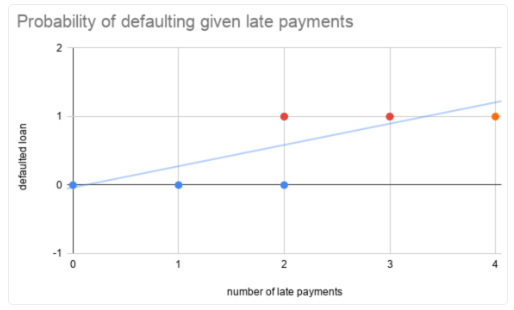 Probability of defaulting given late payments
2
1
0
-1
defaulted loan
0 1 2 3 4
number of late payments